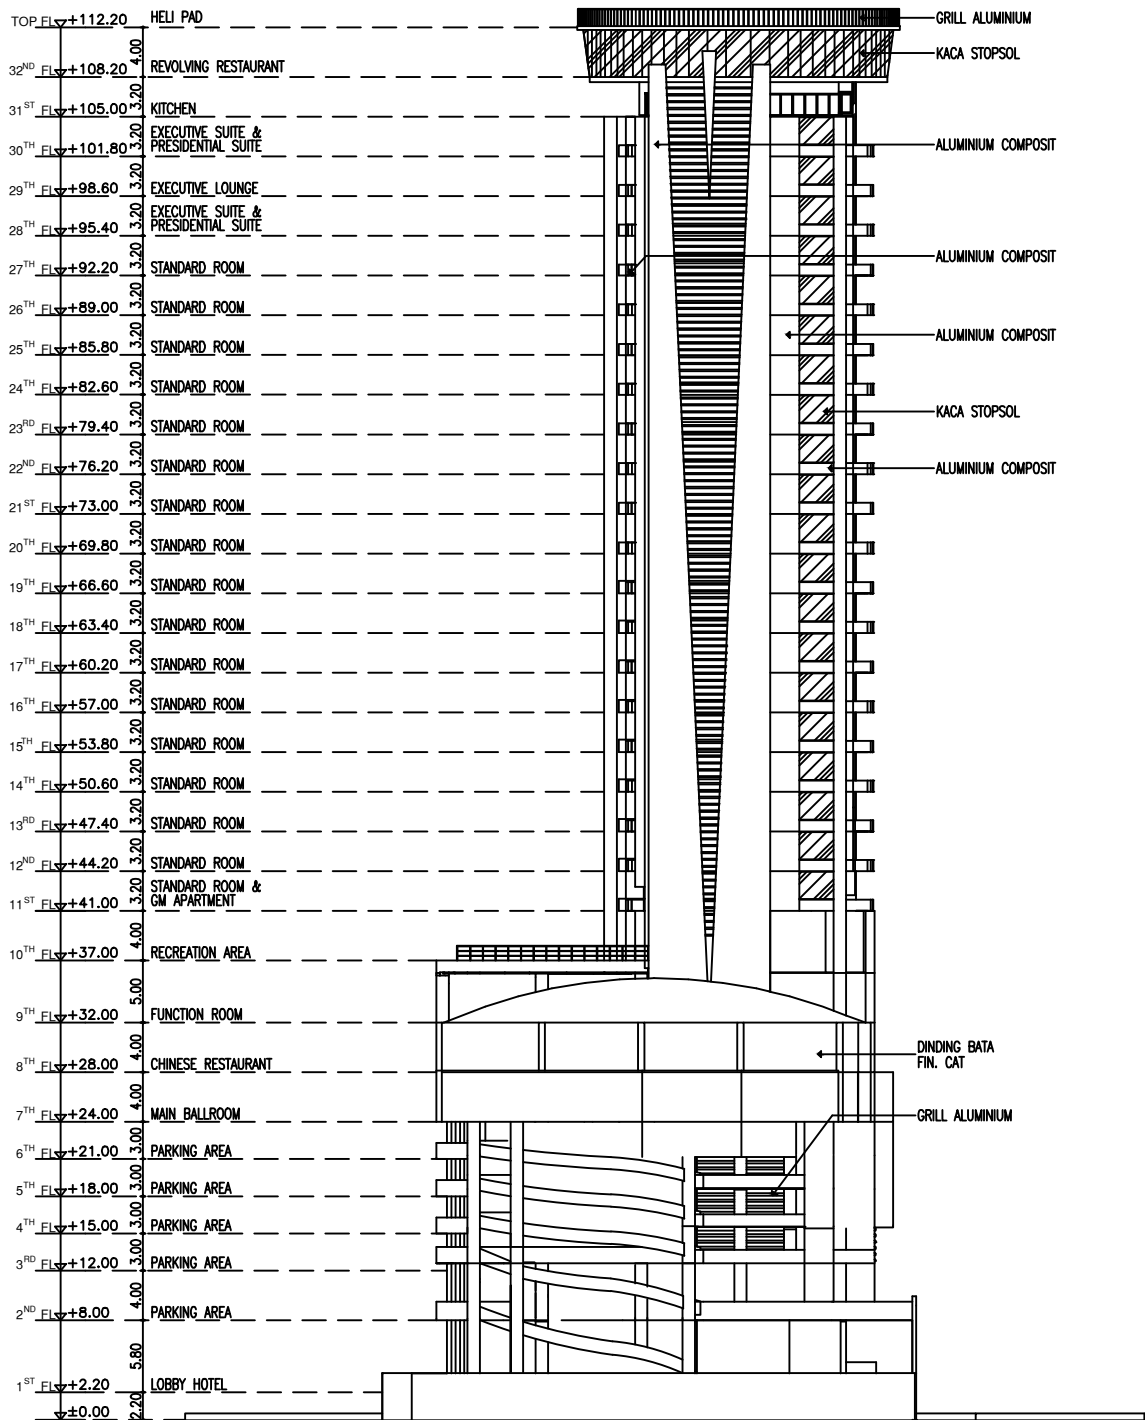 TOP FL +112.20 HELI PAD
GRILL ALUMINIUM
4.00
KACA STOPSOL
32ND FL +108.20 REVOLVING RESTAURANT
3.20
31ST FL +105.00 KITCHEN
3.20
EXECUTIVE SUITE &
PRESIDENTIAL SUITE
30TH FL +101.80
ALUMINIUM COMPOSIT
3.20
29TH FL +98.60 EXECUTIVE LOUNGE
3.20
EXECUTIVE SUITE &
PRESIDENTIAL SUITE
28TH FL +95.40
3.20
ALUMINIUM COMPOSIT
27TH FL +92.20 STANDARD ROOM
3.20
26TH FL +89.00 STANDARD ROOM
3.20
ALUMINIUM COMPOSIT
25TH FL +85.80 STANDARD ROOM
3.20
24TH FL +82.60 STANDARD ROOM
3.20
KACA STOPSOL
23RD FL +79.40 STANDARD ROOM
3.20
22ND FL +76.20 STANDARD ROOM
ALUMINIUM COMPOSIT
3.20
21ST FL +73.00 STANDARD ROOM
3.20
20TH FL +69.80 STANDARD ROOM
3.20
19TH FL +66.60 STANDARD ROOM
3.20
18TH FL +63.40 STANDARD ROOM
3.20
17TH FL +60.20 STANDARD ROOM
3.20
16TH FL +57.00 STANDARD ROOM
3.20
15TH FL +53.80 STANDARD ROOM
3.20
14TH FL +50.60 STANDARD ROOM
3.20
13RD FL +47.40 STANDARD ROOM
3.20
12ND FL +44.20 STANDARD ROOM
3.20
STANDARD ROOM &
GM APARTMENT
11ST FL +41.00
4.00
10TH FL +37.00 RECREATION AREA
5.00
9TH FL +32.00 FUNCTION ROOM
4.00
DINDING BATA
FIN. CAT
8TH FL +28.00 CHINESE RESTAURANT
4.00
7TH FL +24.00 MAIN BALLROOM
GRILL ALUMINIUM
3.00
6TH FL +21.00 PARKING AREA
3.00
5TH FL +18.00 PARKING AREA
3.00
4TH FL +15.00 PARKING AREA
3.00
3RD FL +12.00 PARKING AREA
4.00
2ND FL +8.00 PARKING AREA
5.80
1ST FL +2.20 LOBBY HOTEL
2.20
±0.00